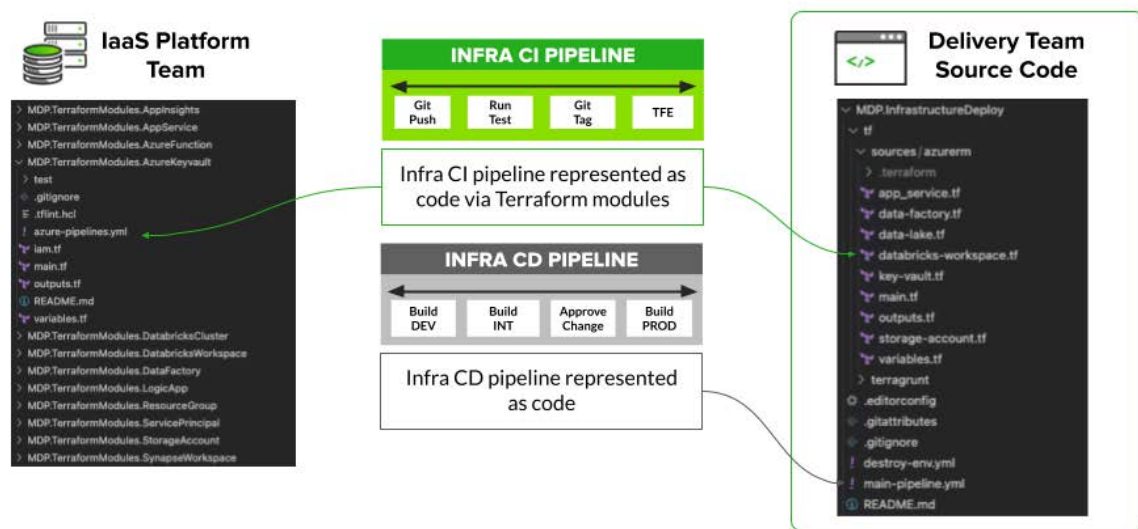 IaaS Platform
Team
> MDP.TerraformModules.AppInsights
> MDP.TerraformModules.AppService
> MDP.TerraformModules.AzureFunction
MDP.TerraformModules.AzureKeyvault
> test
.gitignore
.tflint.hcl
! azure-pipelines.yml
iam.tf
main.tf
outputs.tf
README.md
variables.tf
> MDP.TerraformModules.DatabricksCluster
> MDP.TerraformModules.DatabricksWorkspace
> MDP.TerraformModules.DataFactory
> MDP.TerraformModules.LogicApp
> MDP.TerraformModules.ResourceGroup
> MDP.TerraformModules.ServicePrincipal
> MDP.TerraformModules.StorageAccount
> MDP.TerraformModules.SynapseWorkspace
INFRA CI PIPELINE
Git
Push
Run
Test
Git
Tag
TFE
Infra CI pipeline represented as
code via Terraform modules
INFRA CD PIPELINE
Build
DEV
Build
INT
Approve
Change
Build
PROD
Infra CD pipeline represented
as code
</>
Delivery Team
Source Code
MDP.InfrastructureDeploy
tf
sources/azurerm
> .terraform
app_service.tf
data-factory.tf
data-lake.tf
databricks-workspace.tf
key-vault.tf
main.tf
outputs.tf
storage-account.tf
variables.tf
> terragrunt
.editorconfig
.gitattributes
.gitignore
! destroy-env.yml
! main-pipeline.yml
README.md